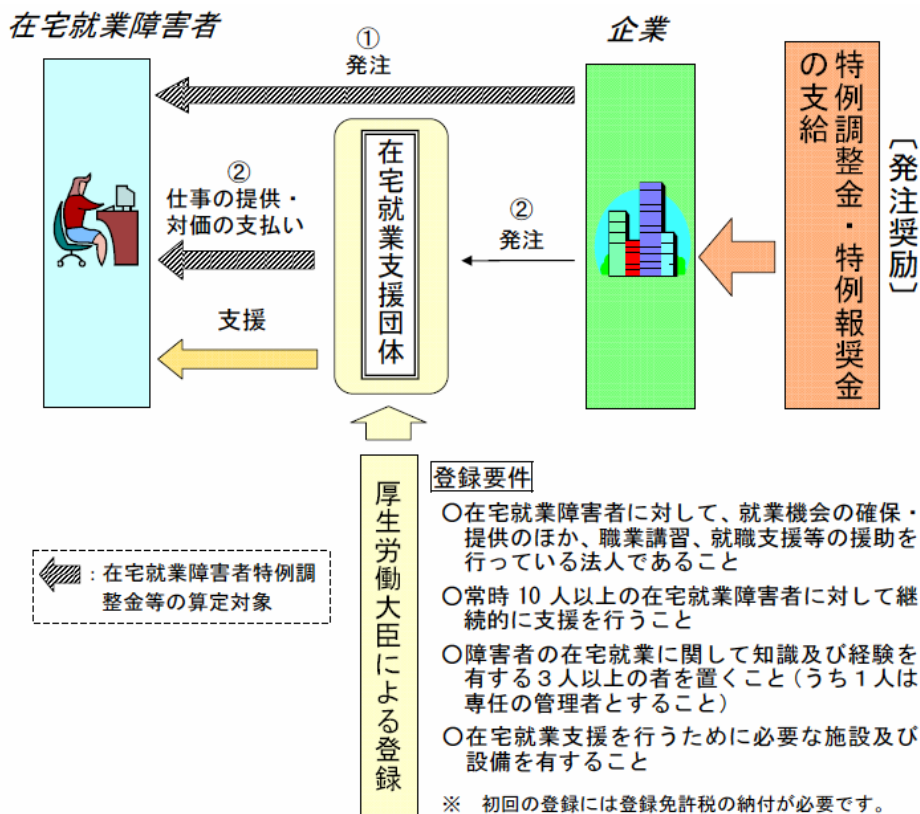 在宅就業障害者
企業
①
発注
②
仕事の提供・
対価の支払い
支援
在宅就業支援団体
②
発注
特例調整金・特例報奨金
の支給
〔発注奨励〕
厚生労働大臣による登録
：在宅就業障害者特例調
整金等の算定対象
登録要件
○在宅就業障害者に対して、就業機会の確保・
提供のほか、職業講習、就職支援等の援助を
行っている法人であること
○常時 10 人以上の在宅就業障害者に対して継
続的に支援を行うこと
○障害者の在宅就業に関して知識及び経験を
有する３人以上の者を置くこと（うち１人は
専任の管理者とすること）
○在宅就業支援を行うために必要な施設及び
設備を有すること
※　初回の登録には登録免許税の納付が必要です。